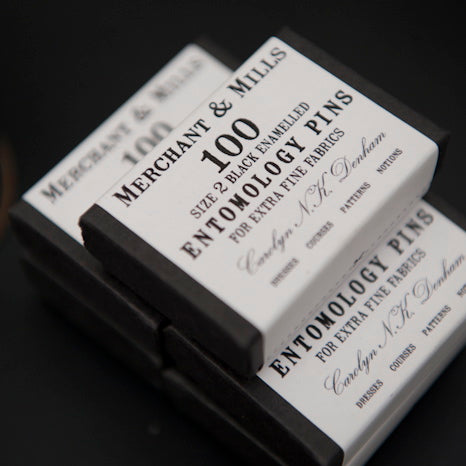 MERCHANT & MILLS
100
SIZE 2 BLACK ENAMELLED
ENTOMOLOGY PINS
FOR EXTRA FINE FABRICS
Carolyn N.K. Denham
DRESSES COURSES PATTERNS NOTIONS
MERCHANT & MILLS
100
ENTOMOLOGY PINS
FOR EXTRA FINE FABRICS
Carolyn N.K. Denham
DRESSES COURSES PATTERNS